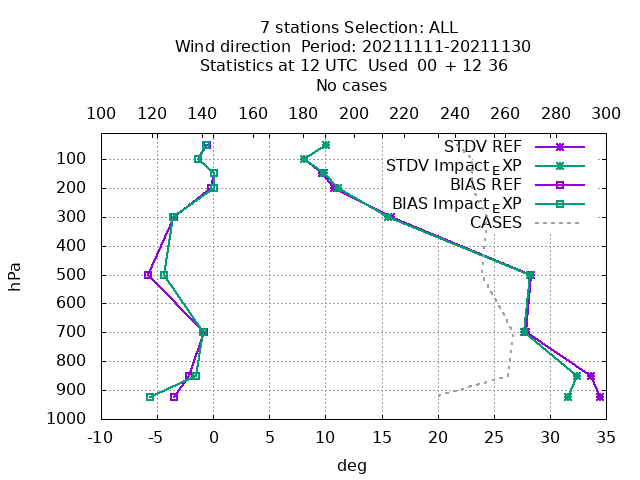 7 stations Selection: ALL
Wind direction  Period: 20211111-20211130
Statistics at 12 UTC  Used  00 + 12 36
No cases
100 120 140 160 180 200 220 240 260 280 300
STDV REF
STDV Impact_EXP
BIAS REF
BIAS Impact_EXP
CASES
hPa
100
200
300
400
500
600
700
800
900
1000
-10 -5 0 5 10 15 20 25 30 35
deg